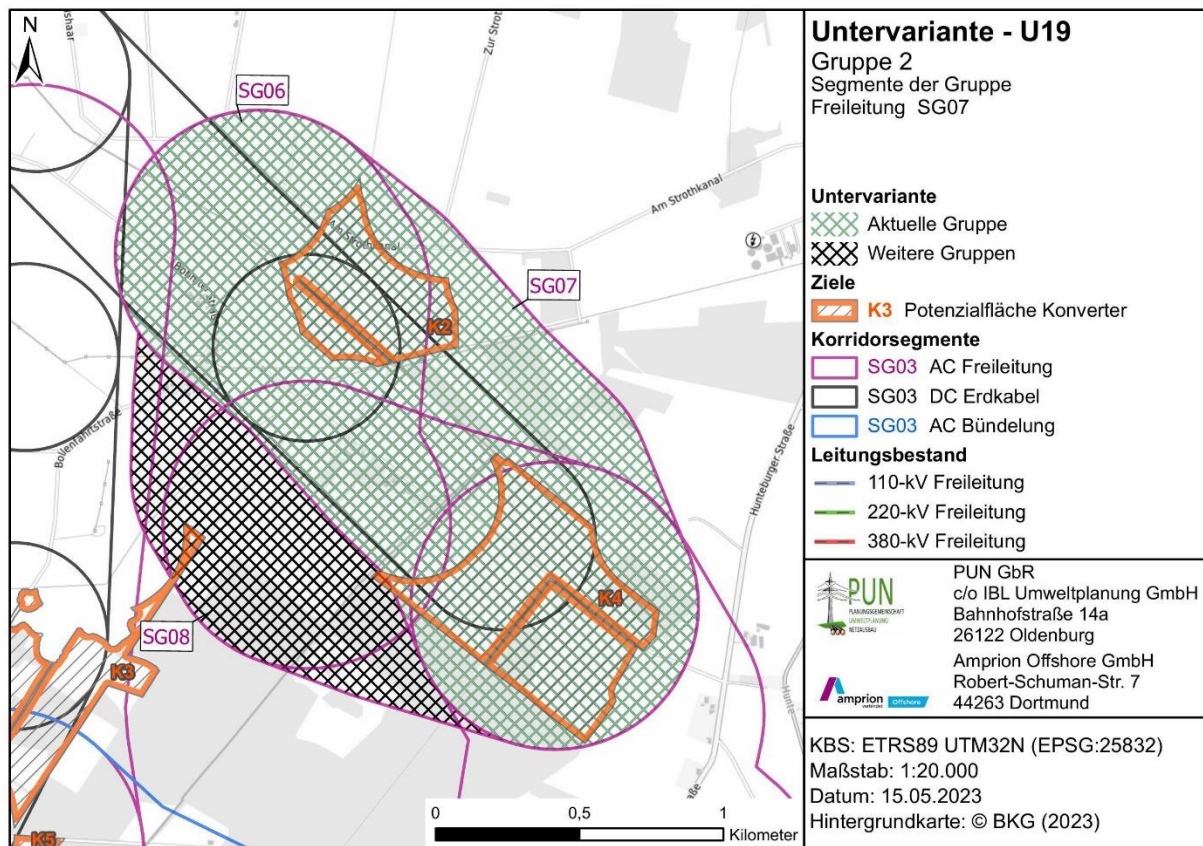 N
shaar
Zur Stroth
SG06
Am Strothkanal
Am Strothkanal
SG07
K2
Bollenfahrtstraße
Hunteburger Straße
K4
SG08
K3
Hunte
aße
K5
0
0,5
1
Kilometer
Untervariante - U19
Gruppe 2
Segmente der Gruppe
Freileitung SG07
Untervariante
Aktuelle Gruppe
Weitere Gruppen
Ziele
K3 Potenzialfläche Konverter
Korridorsegmente
SG03 AC Freileitung
SG03 DC Erdkabel
SG03 AC Bündelung
Leitungsbestand
110-kV Freileitung
220-kV Freileitung
380-kV Freileitung
PUN
PLANUNGSGEMEINSCHAFT
UMWELTPLANUNG
NETZAUSBAU
PUN GbR
c/o IBL Umweltplanung GmbH
Bahnhofstraße 14a
26122 Oldenburg
amprion
verbindet
Offshore
Amprion Offshore GmbH
Robert-Schuman-Str. 7
44263 Dortmund
KBS: ETRS89 UTM32N (EPSG:25832)
Maßstab: 1:20.000
Datum: 15.05.2023
Hintergrundkarte: © BKG (2023)